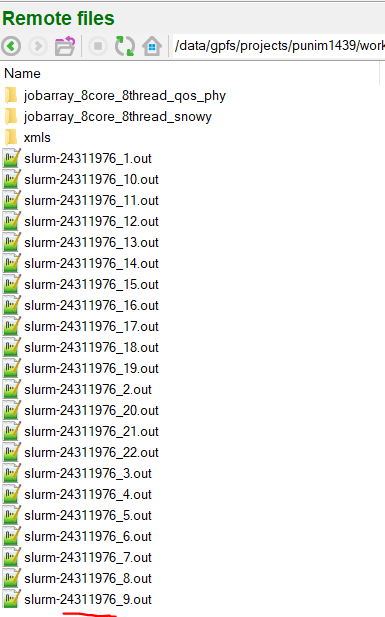 Remote files
/data/gpfs/projects/punim1439/work
Name
jobarray_8core_8thread_qos_phy
jobarray_8core_8thread_snowy
xmls
slurm-24311976_1.out
slurm-24311976_10.out
slurm-24311976_11.out
slurm-24311976_12.out
slurm-24311976_13.out
slurm-24311976_14.out
slurm-24311976_15.out
slurm-24311976_16.out
slurm-24311976_17.out
slurm-24311976_18.out
slurm-24311976_19.out
slurm-24311976_2.out
slurm-24311976_20.out
slurm-24311976_21.out
slurm-24311976_22.out
slurm-24311976_3.out
slurm-24311976_4.out
slurm-24311976_5.out
slurm-24311976_6.out
slurm-24311976_7.out
slurm-24311976_8.out
slurm-24311976_9.out